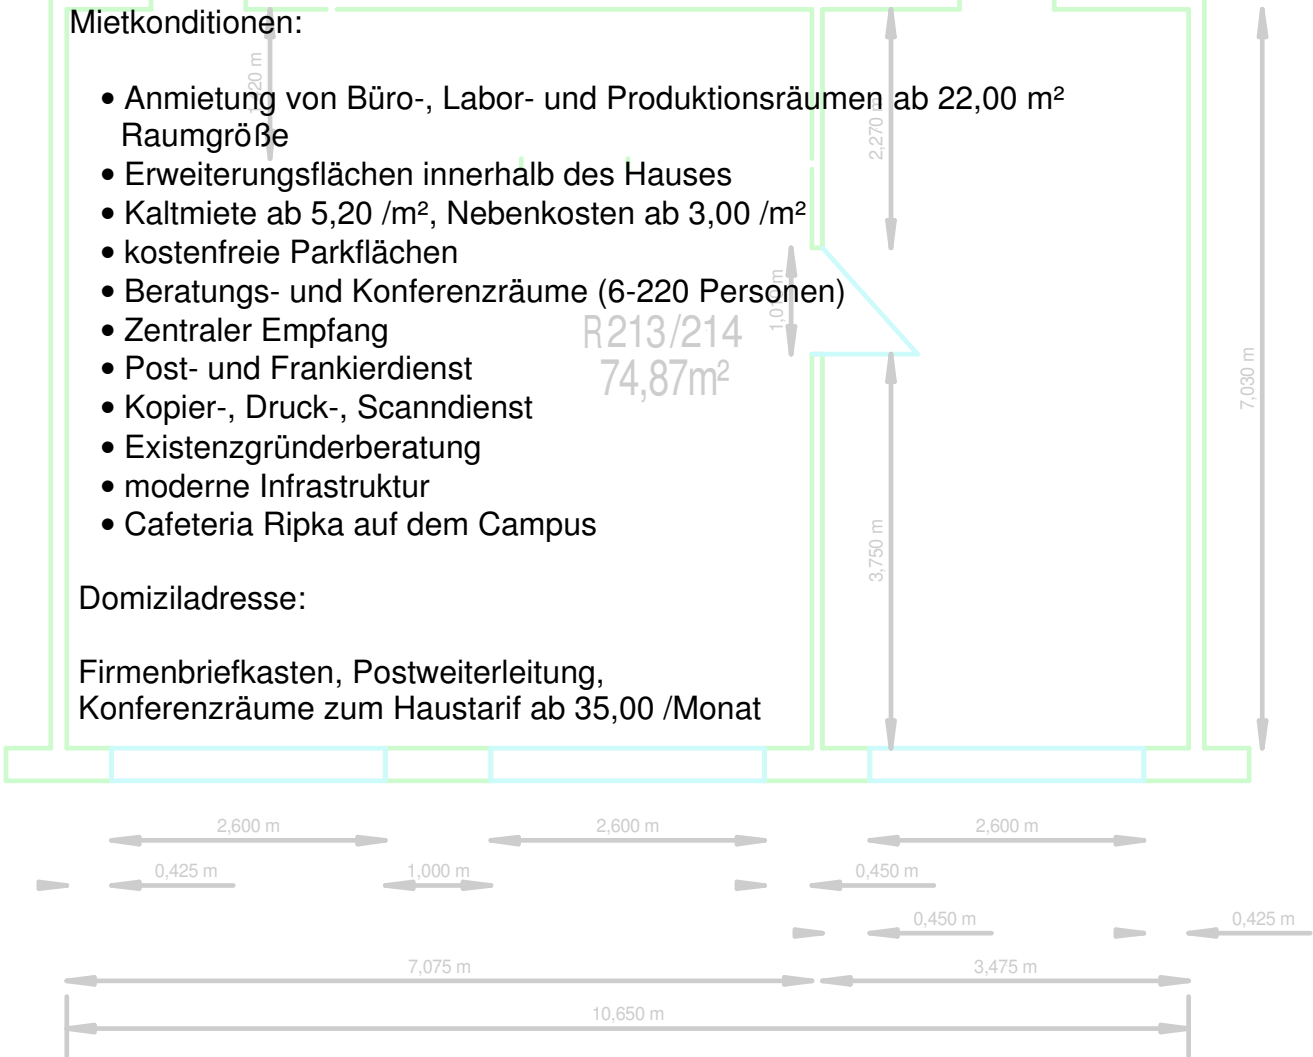 Mietkonditionen:
• Anmietung von Büro-, Labor- und Produktionsräumen ab 22,00 m²
Raumgröße
• Erweiterungsflächen innerhalb des Hauses
• Kaltmiete ab 5,20 /m², Nebenkosten ab 3,00 /m²
• kostenfreie Parkflächen
• Beratungs- und Konferenzräume (6-220 Personen)
• Zentraler Empfang
• Post- und Frankierdienst
• Kopier-, Druck-, Scanndienst
• Existenzgründerberatung
• moderne Infrastruktur
• Cafeteria Ripka auf dem Campus
Domiziladresse:
Firmenbriefkasten, Postweiterleitung,
Konferenzräume zum Haustarif ab 35,00 /Monat
R213/214
74,87m²
2,270 m
7,030 m
3,750 m
2,600 m
2,600 m
2,600 m
0,425 m
1,000 m
0,450 m
0,450 m
0,425 m
7,075 m
3,475 m
10,650 m